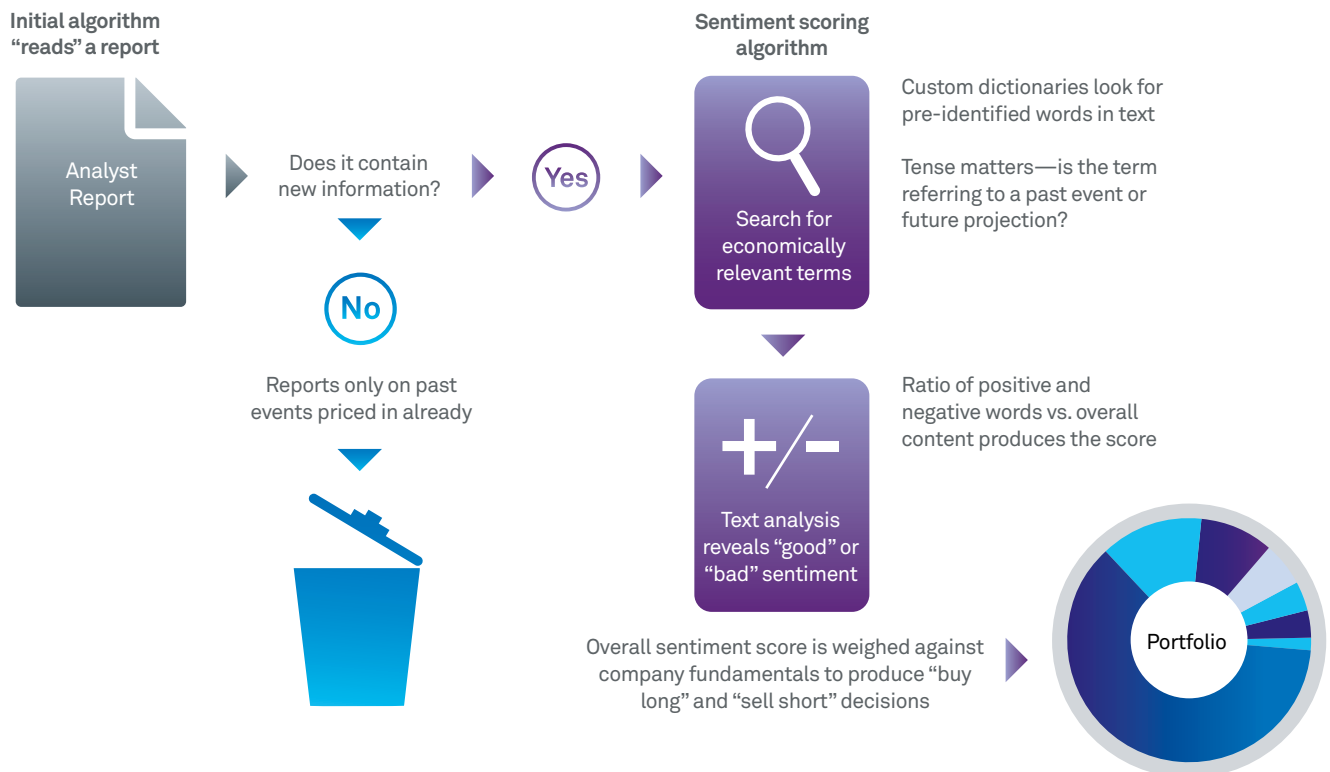 Initial algorithm
“reads” a report
Analyst
Report
Does it contain
new information?
Yes
No
Reports only on past
events priced in already
Sentiment scoring
algorithm
Search for
economically
relevant terms
Custom dictionaries look for
pre-identified words in text
Tense matters—is the term
referring to a past event or
future projection?
+/-
Text analysis
reveals “good” or
“bad” sentiment
Ratio of positive and
negative words vs. overall
content produces the score
Overall sentiment score is weighed against
company fundamentals to produce “buy
long” and “sell short” decisions
Portfolio